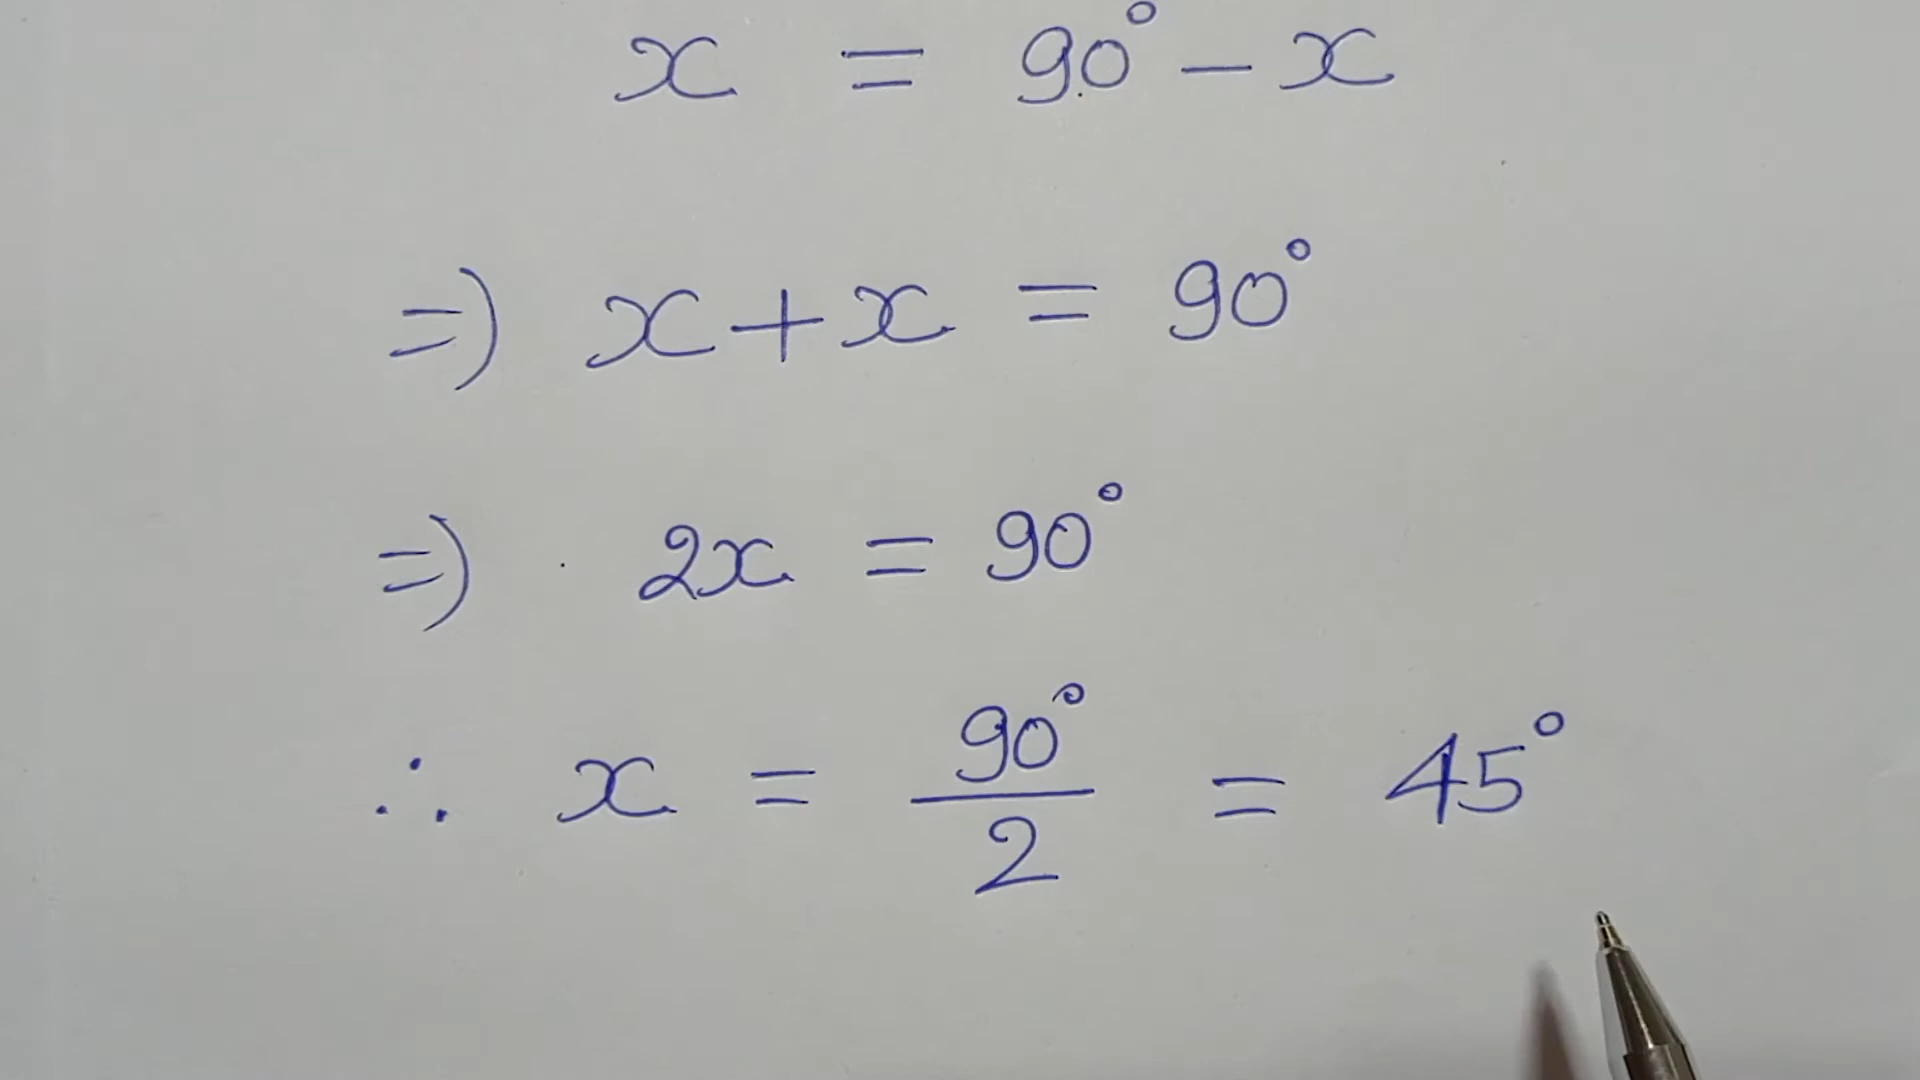 x = 90° - x
=) x + x = 90°
=) 2x = 90°
∴ x = 90°/2 = 45°